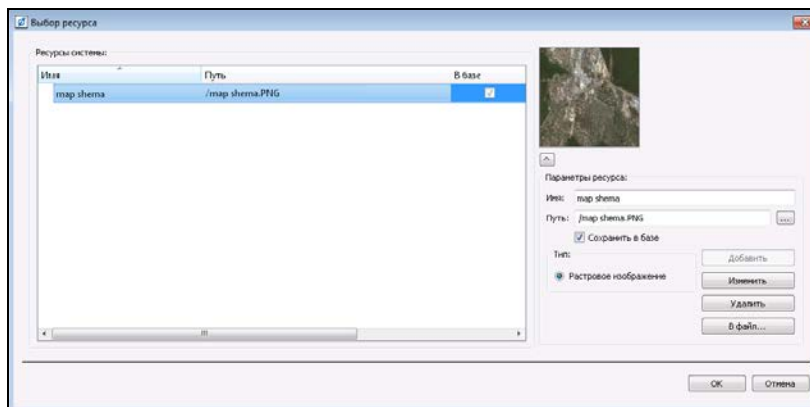 Выбор ресурса
Ресурсы системы:
Имя Путь В базе
map shema /map shema.PNG
Параметры ресурса:
Имя: map shema
Путь: /map shema.PNG ...
Сохранить в базе
Тип:
Растровое изображение
Добавить
Изменить
Удалить
В файл...
OK Отмена